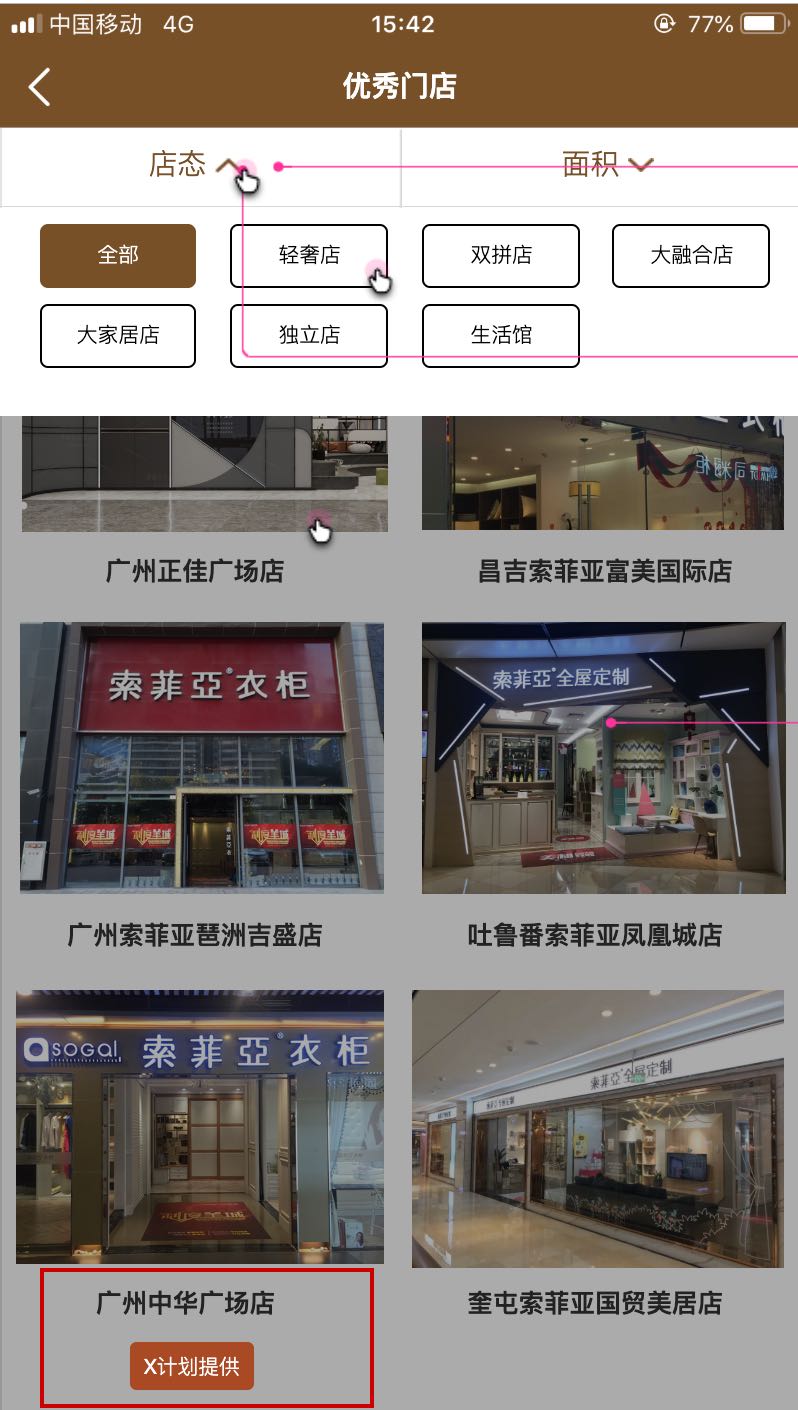 中国移动 4G 15:42 77%
优秀门店
店态 面积
全部 轻奢店 双拼店 大融合店
大家居店 独立店 生活馆
广州正佳广场店 昌吉索菲亚富美国际店
索菲亞®衣柜
索菲亞®全屋定制
广州索菲亚琶洲吉盛店 吐鲁番索菲亚凤凰城店
sogal 索菲亞®衣柜
索菲亞®全屋定制
广州中华广场店 奎屯索菲亚国贸美居店
X计划提供